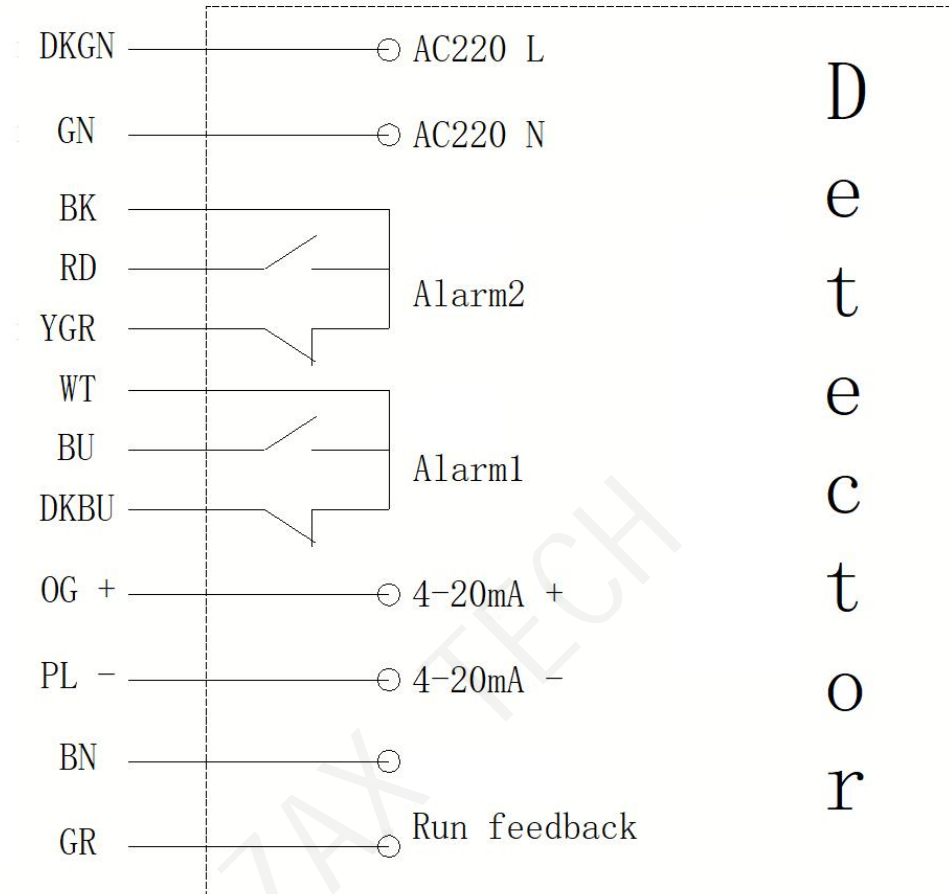 DKGN AC220 L
GN AC220 N
BK
RD
Alarm2
YGR
WT
BU
Alarm1
DKBU
OG + 4-20mA +
PL - 4-20mA -
BN
Run feedback
GR
Detector
ZAX TECH